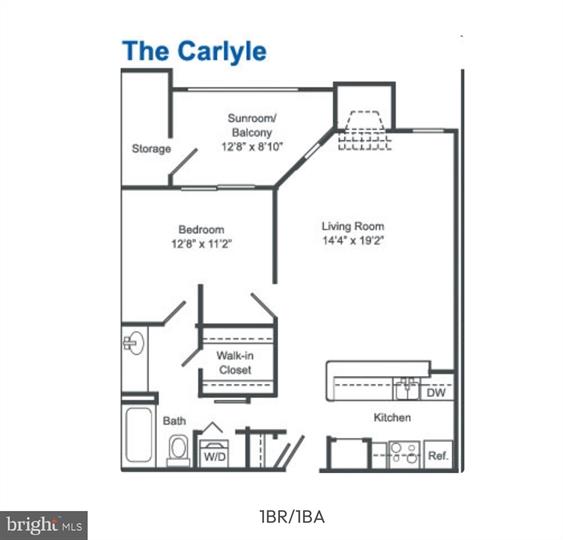 The Carlyle
Sunroom/
Balcony
12'8" x 8'10"
Storage
Bedroom
12'8" x 11'2"
Living Room
14'4" x 19'2"
Walk-in
Closet
DW
Bath
Kitchen
W/D
Ref.
1BR/1BA
bright MLS